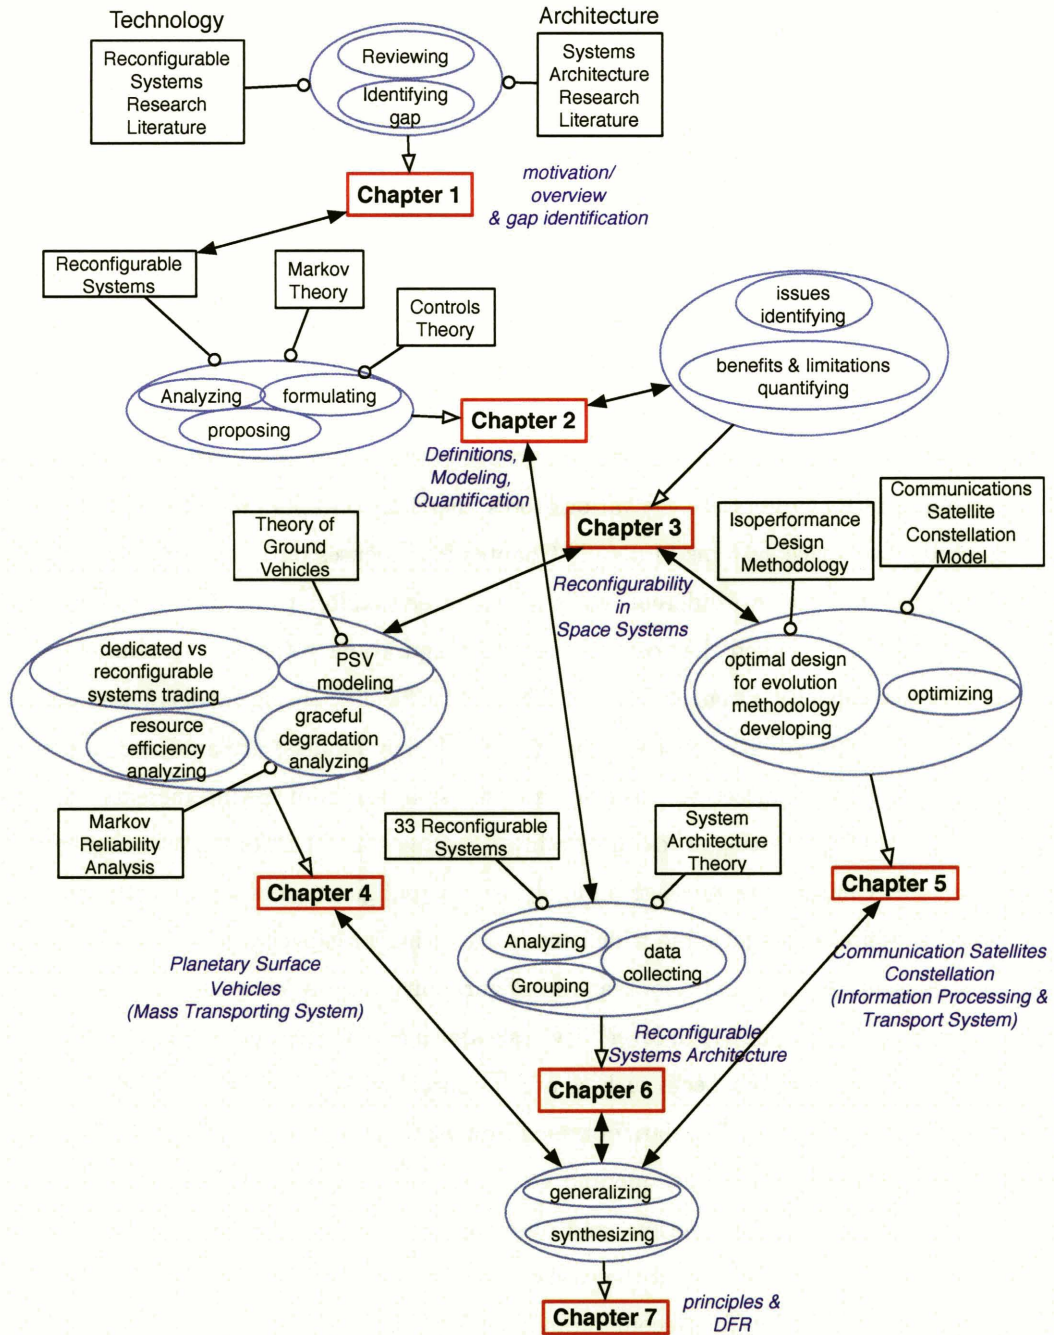 Technology
Architecture
Reconfigurable
Systems
Research
Literature
Reviewing
Identifying
gap
Systems
Architecture
Research
Literature
Chapter 1
motivation/
overview
& gap identification
Reconfigurable
Systems
Markov
Theory
Controls
Theory
issues
identifying
benefits & limitations
quantifying
Analyzing
formulating
proposing
Chapter 2
Definitions,
Modeling,
Quantification
Chapter 3
Reconfigurability
in
Space Systems
Isoperformance
Design
Methodology
Communications
Satellite
Constellation
Model
Theory of
Ground
Vehicles
dedicated vs
reconfigurable
systems trading
PSV
modeling
resource
efficiency
analyzing
graceful
degradation
analyzing
optimal design
for evolution
methodology
developing
optimizing
Markov
Reliability
Analysis
33 Reconfigurable
Systems
System
Architecture
Theory
Chapter 4
Chapter 5
Planetary Surface
Vehicles
(Mass Transporting System)
Analyzing
data
collecting
Grouping
Communication Satellites
Constellation
(Information Processing &
Transport System)
Reconfigurable
Systems Architecture
Chapter 6
generalizing
synthesizing
Chapter 7
principles &
DFR